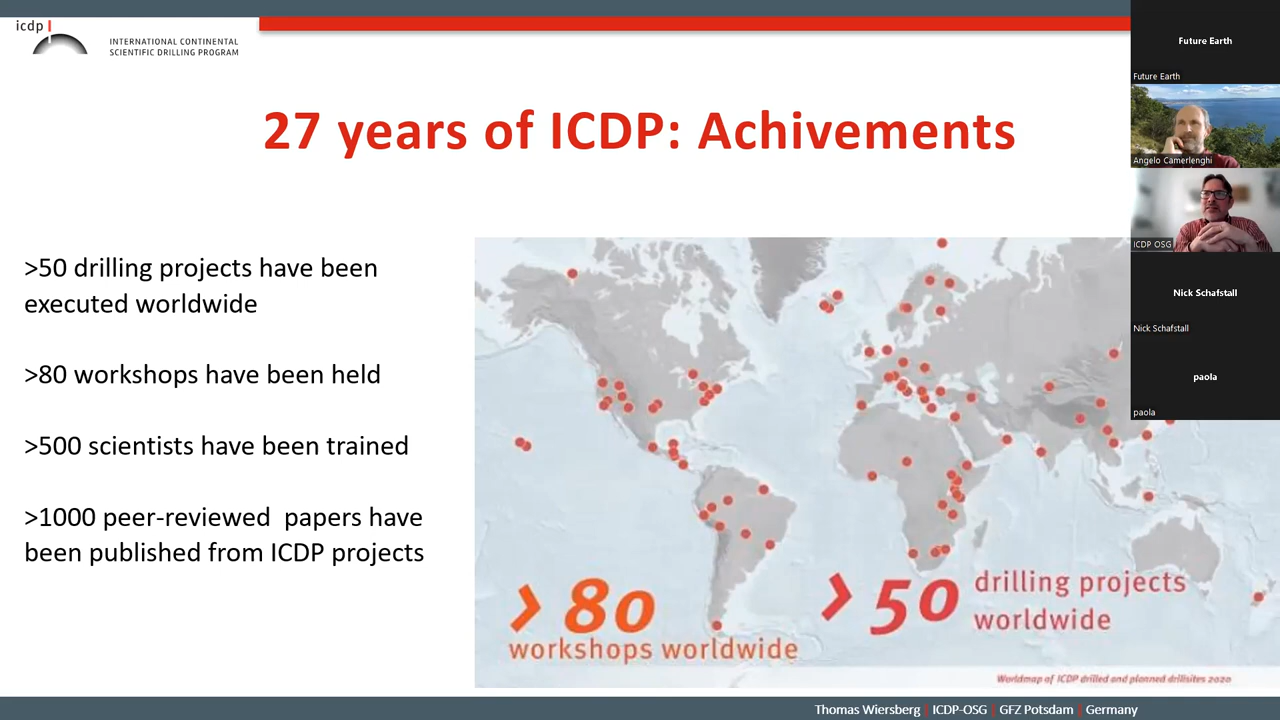 icdp
INTERNATIONAL CONTINENTAL
SCIENTIFIC DRILLING PROGRAM
27 years of ICDP: Achivements
>50 drilling projects have been
executed worldwide
>80 workshops have been held
>500 scientists have been trained
>1000 peer-reviewed papers have
been published from ICDP projects
> 80
workshops worldwide
> 50
drilling projects
worldwide
Worldmap of ICDP drilled and planned drillsites 2020
Thomas Wiersberg | ICDP-OSG | GFZ Potsdam | Germany
Future Earth
Future Earth
Angelo Camerlenghi
ICDP OSG
Nick Schafstall
Nick Schafstall
paola
paola